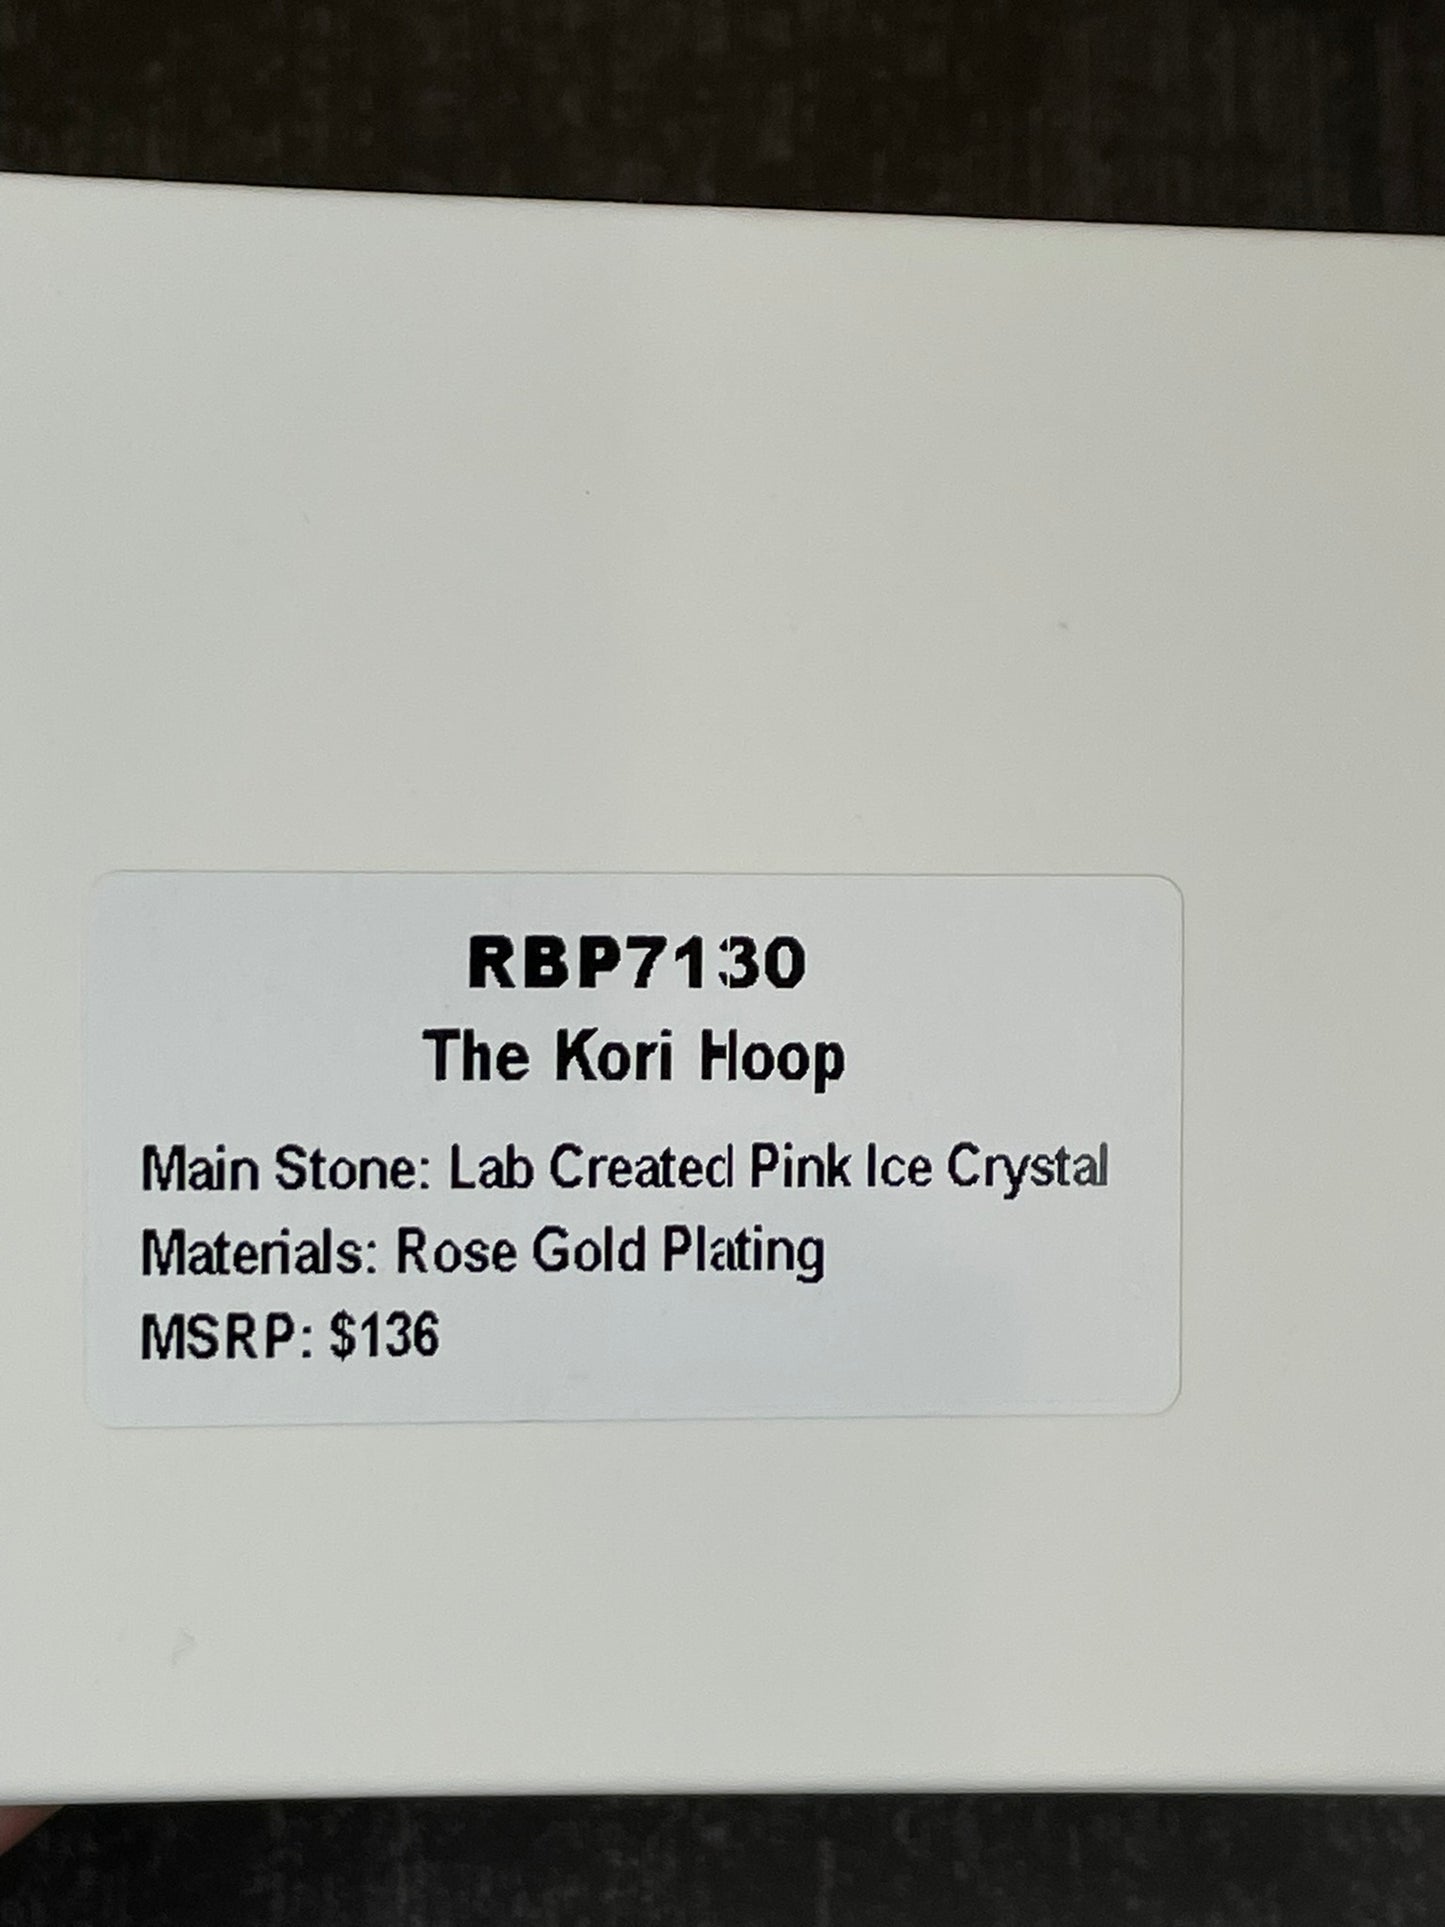 RBP7130
The Kori Hoop
Main Stone: Lab Created Pink Ice Crystal
Materials: Rose Gold Plating
MSRP: $136